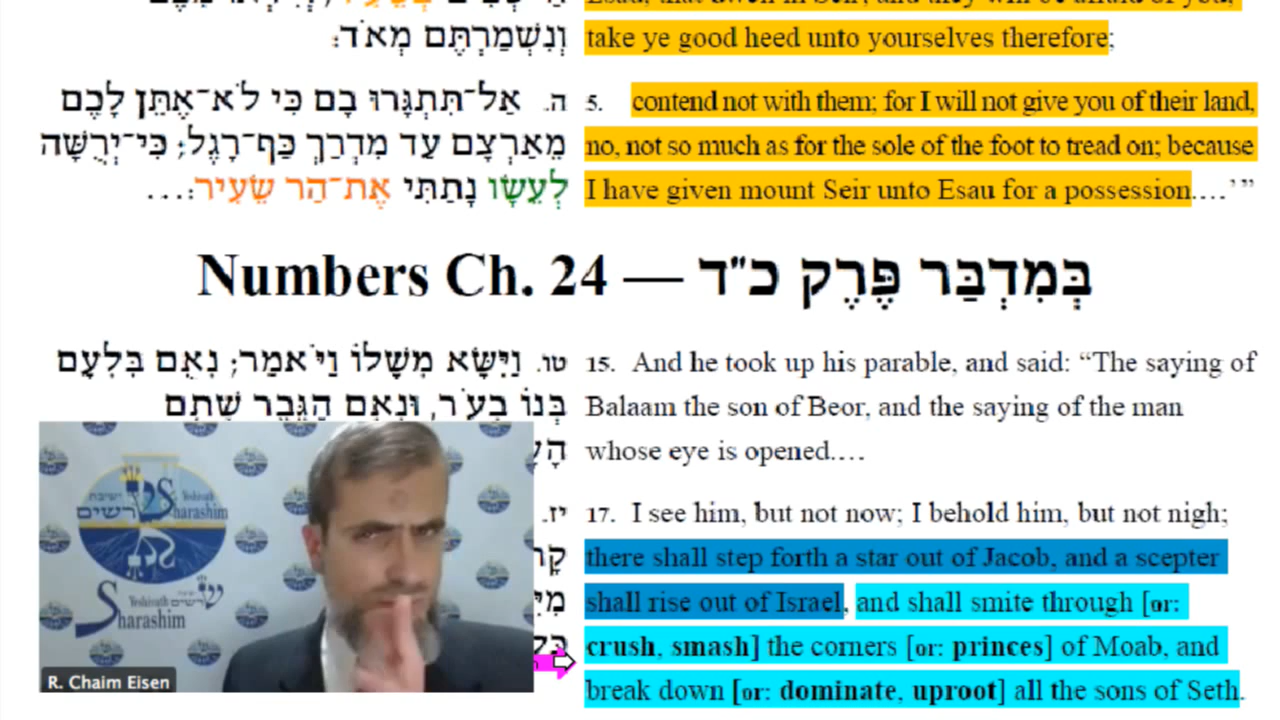 וְנִשְׁמַרְתֶּם מְאֹד:
take ye good heed unto yourselves therefore;
ה. אַל־תִּתְגָּרוּ בָם כִּי לֹא־אֶתֵּן לָכֶם
מֵאַרְצָם עַד מִדְרַךְ כַּף־רָגֶל; כִּי־יְרֻשָּׁה
לְעֵשָׂו נָתַתִּי אֶת־הַר שֵׂעִיר:...
5. contend not with them; for I will not give you of their land,
no, not so much as for the sole of the foot to tread on; because
I have given mount Seir unto Esau for a possession....’”
Numbers Ch. 24 — בְּמִדְבַּר פֶּרֶק כ"ד
טו. וַיִּשָּׂא מְשָׁלוֹ וַיֹּאמַר; נְאֻם בִּלְעָם
בְּנוֹ בְעֹר, וּנְאֻם הַגֶּבֶר שְׁתֻם
15. And he took up his parable, and said: “The saying of
Balaam the son of Beor, and the saying of the man
whose eye is opened....
יז.
17. I see him, but not now; I behold him, but not nigh;
there shall step forth a star out of Jacob, and a scepter
shall rise out of Israel, and shall smite through [or:
crush, smash] the corners [or: princes] of Moab, and
break down [or: dominate, uproot] all the sons of Seth.
ישיבת
שרשים
Yeshivath
Sharashim
Yeshivath
Sharashim
R. Chaim Eisen